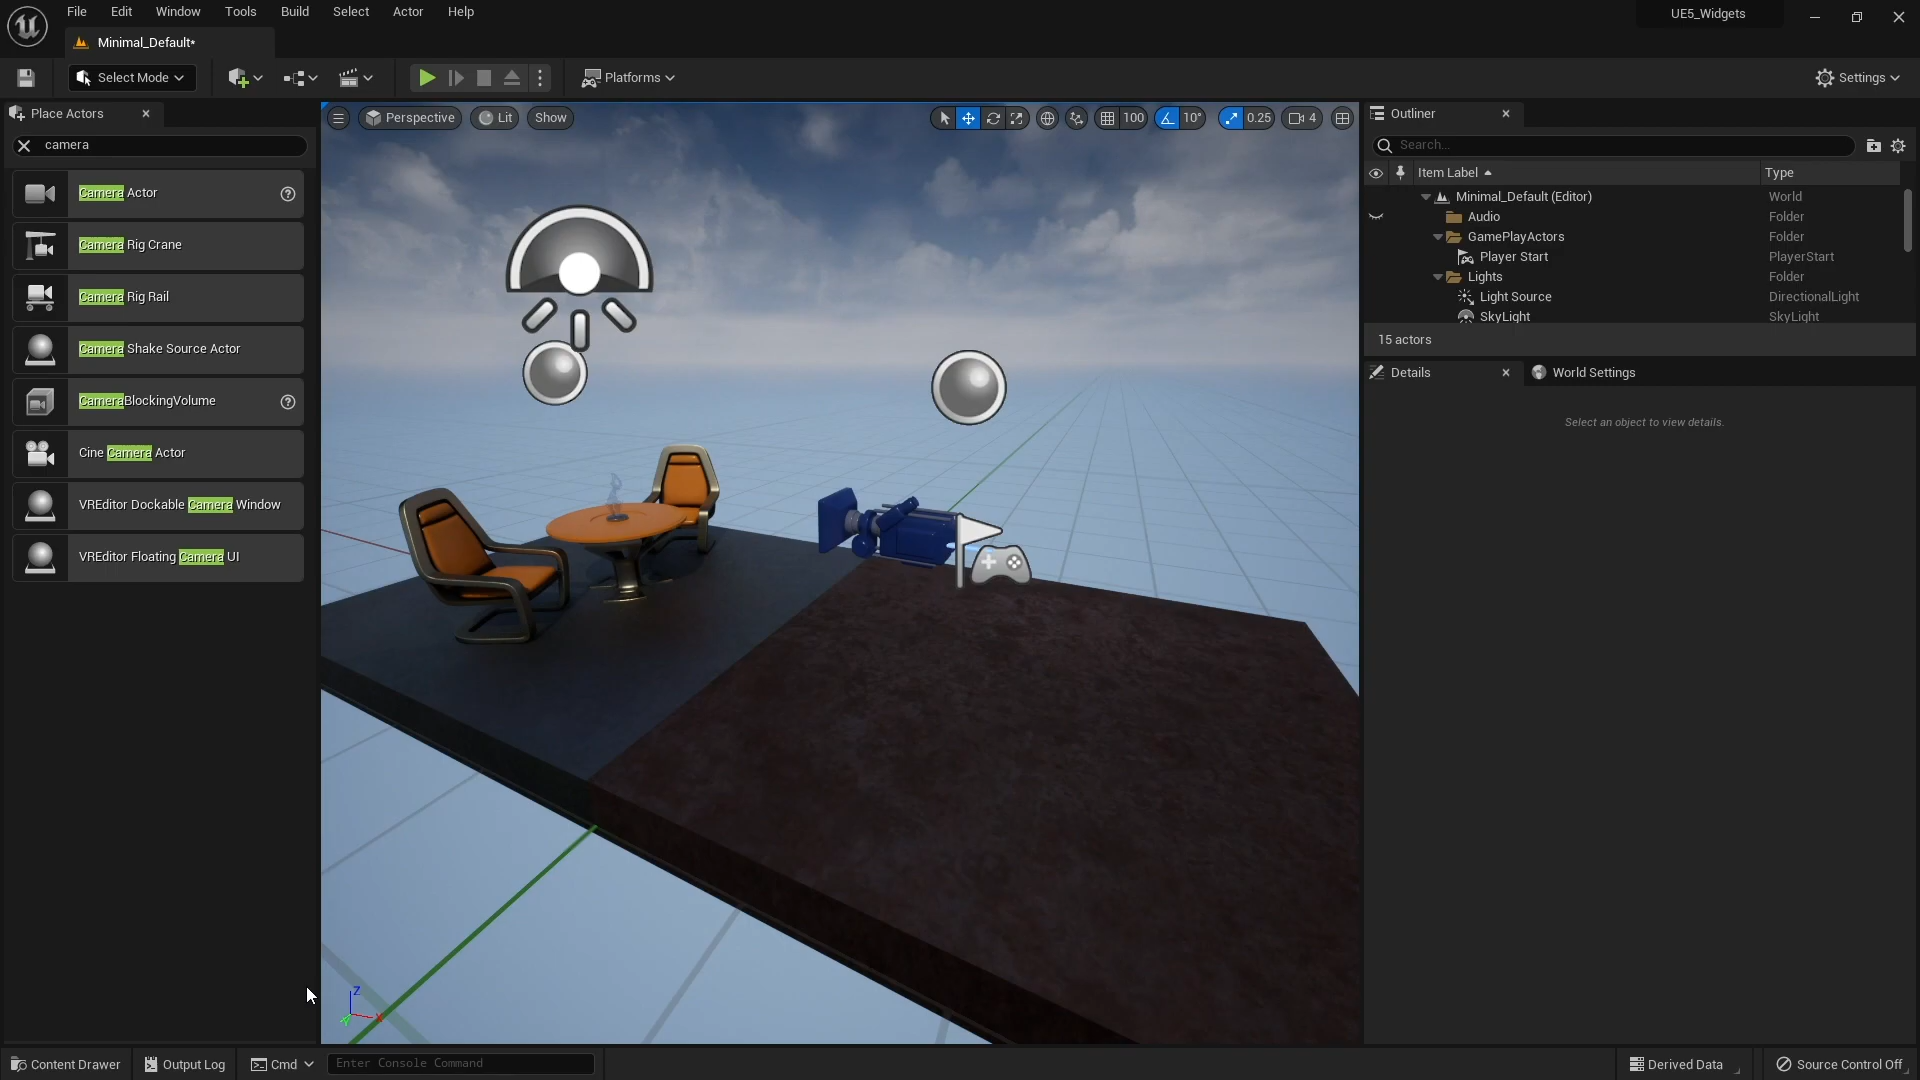 File Edit Window Tools Build Select Actor Help
UE5_Widgets
Minimal_Default*
Select Mode
Platforms
Settings
Place Actors
camera
Camera Actor
Camera Rig Crane
Camera Rig Rail
Camera Shake Source Actor
CameraBlockingVolume
Cine Camera Actor
VREditor Dockable Camera Window
VREditor Floating Camera UI
Perspective Lit Show
100 10° 0.25 4
Z
X
Y
Outliner
Search...
Item Label Type
Minimal_Default (Editor) World
Audio Folder
GamePlayActors Folder
Player Start PlayerStart
Lights Folder
Light Source DirectionalLight
SkyLight SkyLight
15 actors
Details World Settings
Select an object to view details.
Content Drawer Output Log Cmd Enter Console Command Derived Data Source Control Off